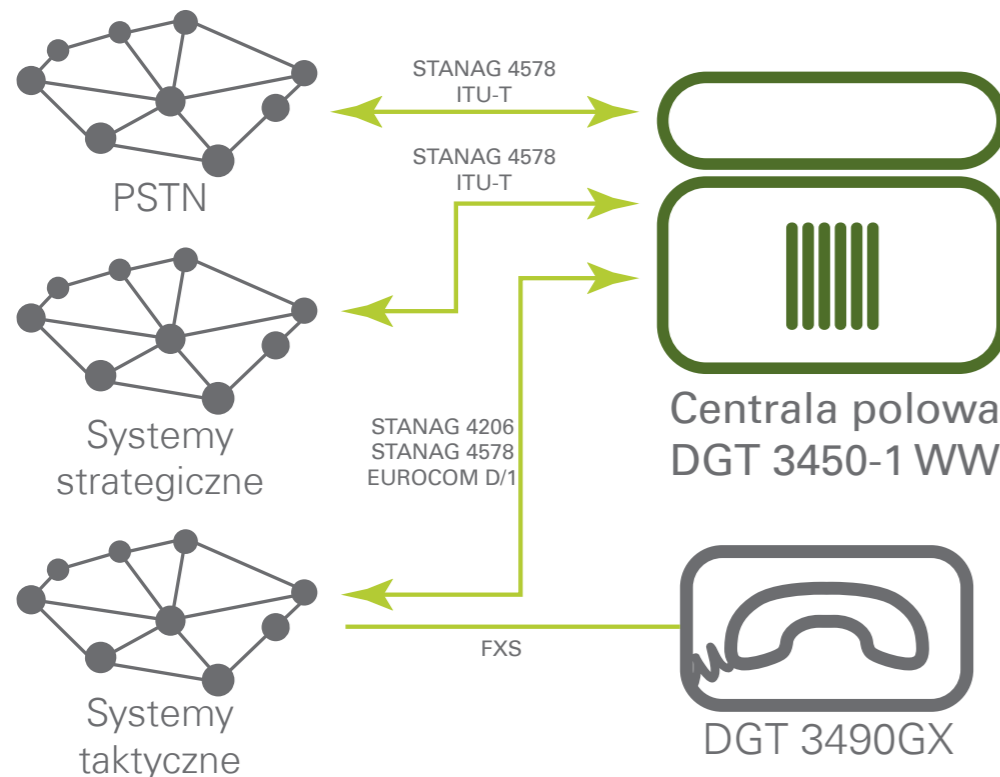 STANAG 4578
ITU-T
PSTN
STANAG 4578
ITU-T
Systemy
strategiczne
STANAG 4206
STANAG 4578
EUROCOM D/1
Centrala polowa
DGT 3450-1 WW
FXS
Systemy
taktyczne
DGT 3490GX